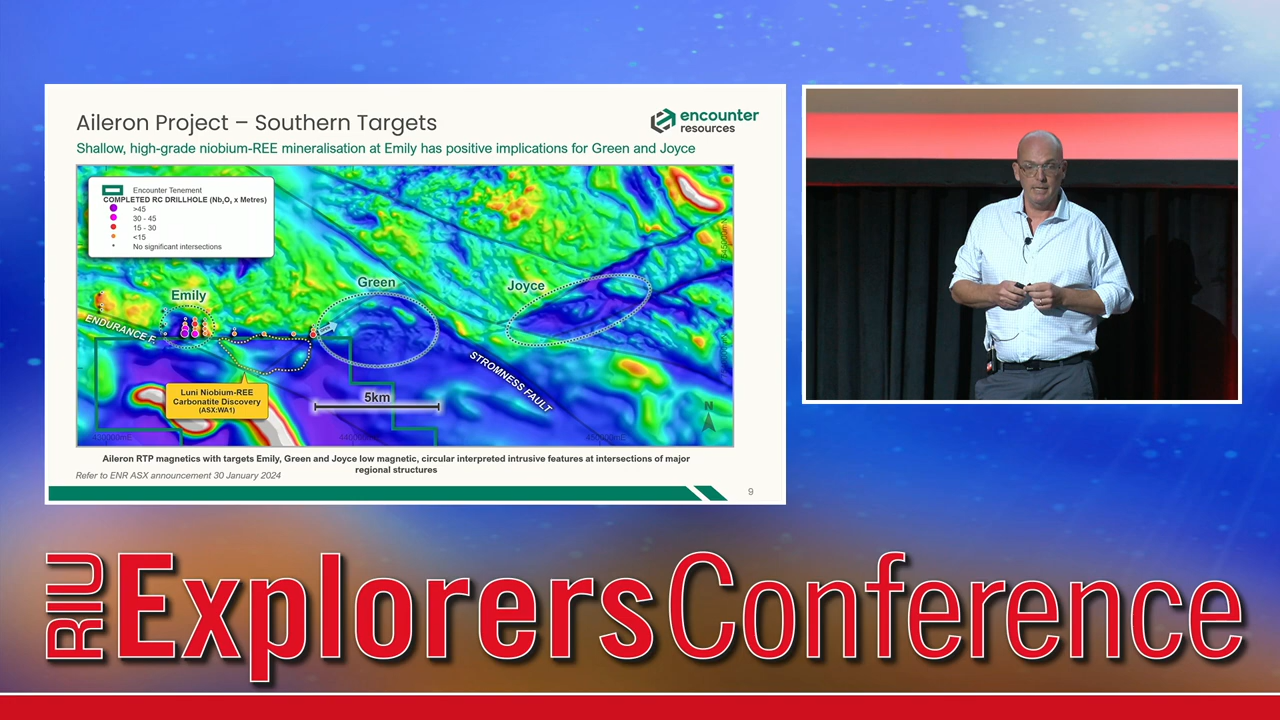 Aileron Project – Southern Targets
encounter
resources
Shallow, high-grade niobium-REE mineralisation at Emily has positive implications for Green and Joyce
Encounter Tenement
COMPLETED RC DRILLHOLE (Nb₂O₅ x Metres)
>45
30 - 45
15 - 30
<15
No significant intersections
Emily
Green
Joyce
ENDURANCE F.
STROMNESS FAULT
Luni Niobium-REE
Carbonatite Discovery
(ASX:WA1)
5km
N
430000mE
440000mE
450000mE
Aileron RTP magnetics with targets Emily, Green and Joyce low magnetic, circular interpreted intrusive features at intersections of major
regional structures
Refer to ENR ASX announcement 30 January 2024
9
RIU ExplorersConference